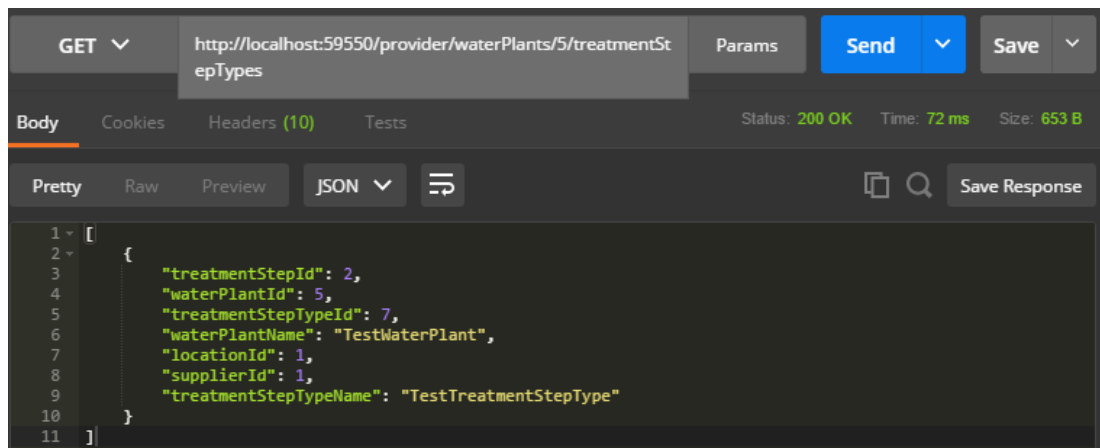 GET http://localhost:59550/provider/waterPlants/5/treatmentSt Params Send Save
epTypes
Body Cookies Headers (10) Tests Status: 200 OK Time: 72 ms Size: 653 B
Pretty Raw Preview JSON Save Response
1 [
2 {
3 "treatmentStepId": 2,
4 "waterPlantId": 5,
5 "treatmentStepTypeId": 7,
6 "waterPlantName": "TestWaterPlant",
7 "locationId": 1,
8 "supplierId": 1,
9 "treatmentStepTypeName": "TestTreatmentStepType"
10 }
11 ]